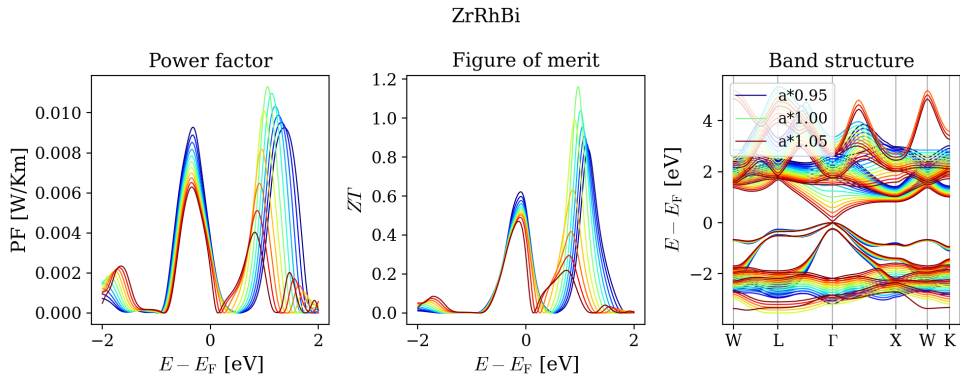 ZrRhBi
Power factor
PF [W/Km]
0.010
0.008
0.006
0.004
0.002
0.000
−2 0 2
E − E_F [eV]
Figure of merit
ZT
1.2
1.0
0.8
0.6
0.4
0.2
0.0
−2 0 2
E − E_F [eV]
Band structure
E − E_F [eV]
4
2
0
−2
a*0.95
a*1.00
a*1.05
W L Γ X W K